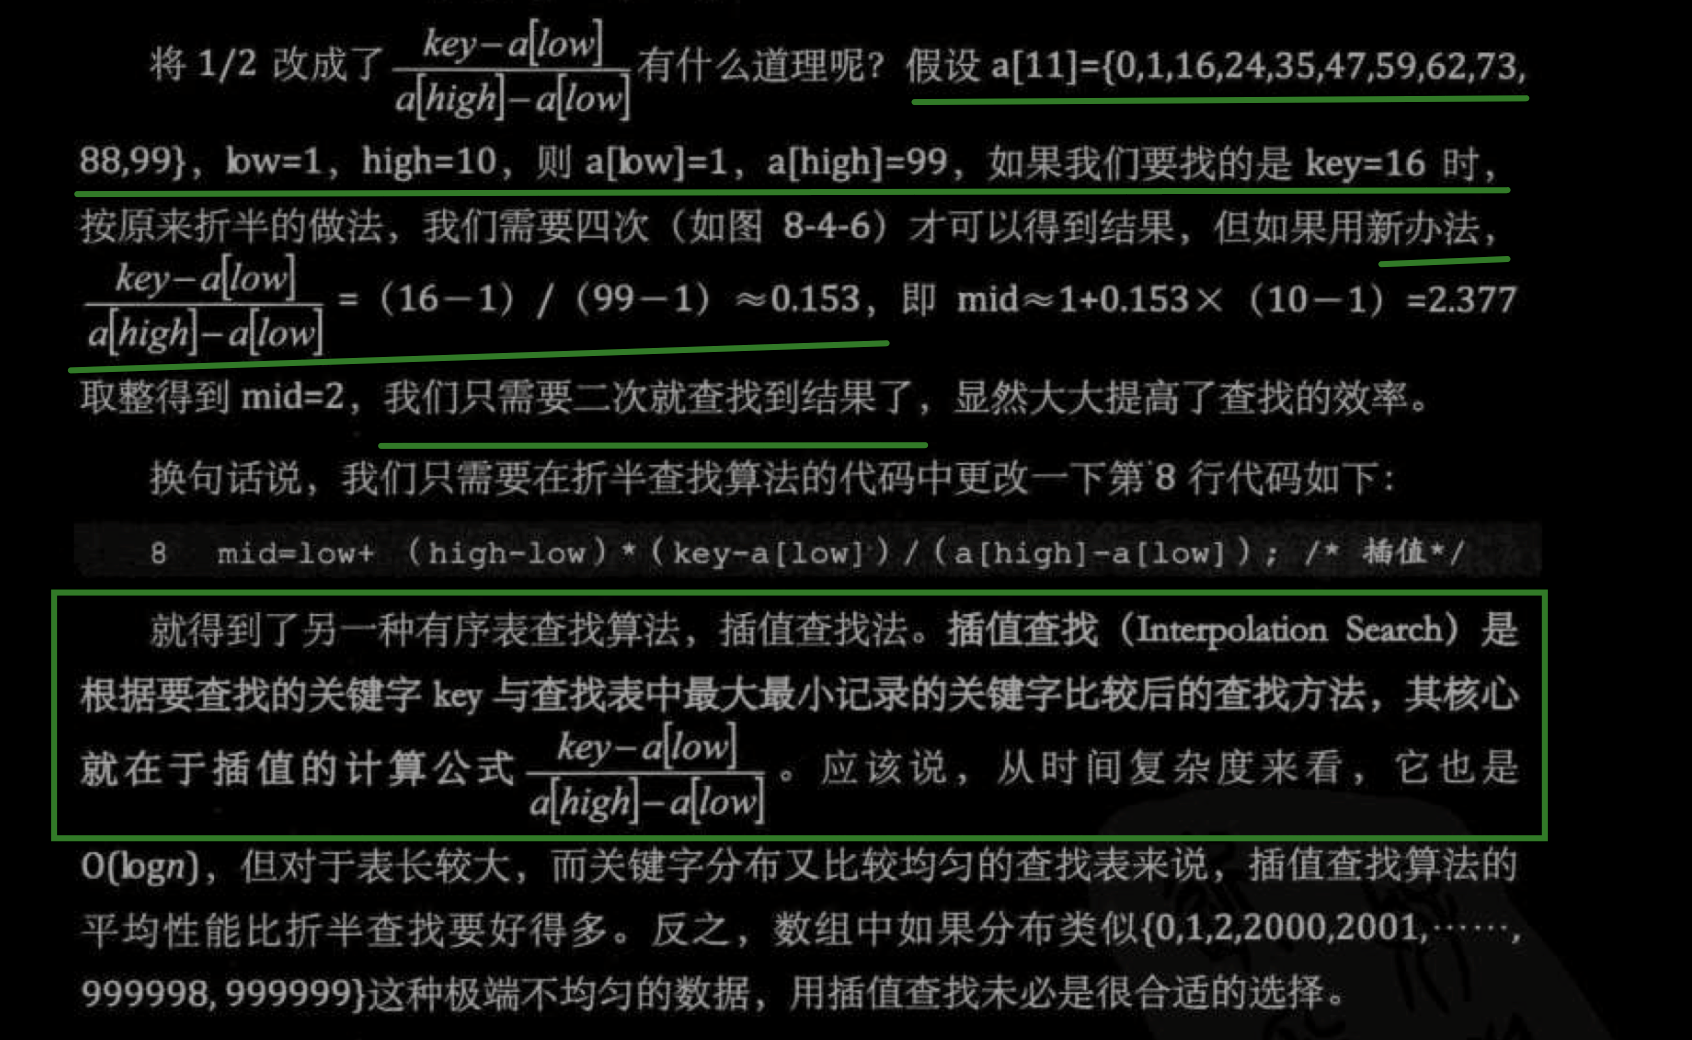 将 1/2 改成了 key-a[low] / a[high]-a[low] 有什么道理呢？假设 a[11]={0,1,16,24,35,47,59,62,73,
88,99}，low=1，high=10，则 a[low]=1，a[high]=99，如果我们要找的是 key=16 时，
按原来折半的做法，我们需要四次（如图 8-4-6）才可以得到结果，但如果用新办法，
key-a[low] / a[high]-a[low] =（16－1）/（99－1）≈0.153，即 mid≈1+0.153×（10－1）=2.377
取整得到 mid=2，我们只需要二次就查找到结果了，显然大大提高了查找的效率。
换句话说，我们只需要在折半查找算法的代码中更改一下第 8 行代码如下：
8 mid=low+ (high-low)*(key-a[low])/(a[high]-a[low]); /* 插值*/
就得到了另一种有序表查找算法，插值查找法。插值查找（Interpolation Search）是
根据要查找的关键字 key 与查找表中最大最小记录的关键字比较后的查找方法，其核心
就在于插值的计算公式 key-a[low] / a[high]-a[low] 。应该说，从时间复杂度来看，它也是
O(logn)，但对于表长较大，而关键字分布又比较均匀的查找表来说，插值查找算法的
平均性能比折半查找要好得多。反之，数组中如果分布类似{0,1,2,2000,2001,……,
999998, 999999}这种极端不均匀的数据，用插值查找未必是很合适的选择。